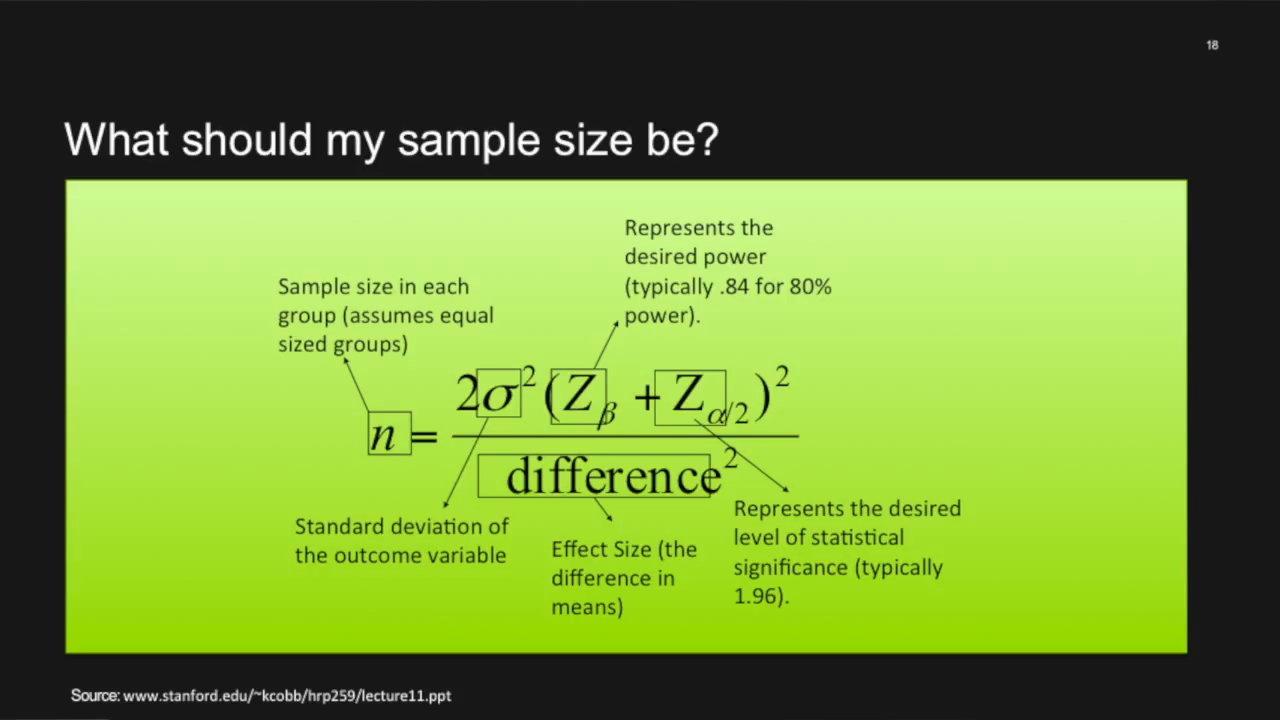 18
What should my sample size be?
Represents the
desired power
(typically .84 for 80%
power).
Sample size in each
group (assumes equal
sized groups)
n = 2σ²(Zβ + Zα/2)²
difference²
Standard deviation of
the outcome variable
Effect Size (the
difference in
means)
Represents the desired
level of statistical
significance (typically
1.96).
Source: www.stanford.edu/~kcobb/hrp259/lecture11.ppt